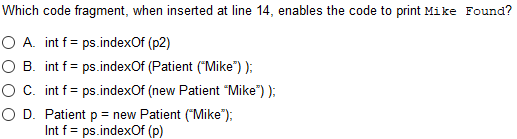 Which code fragment, when inserted at line 14, enables the code to print Mike Found?
A. int f = ps.indexOf (p2)
B. int f = ps.indexOf (Patient ("Mike") );
C. int f = ps.indexOf (new Patient "Mike") );
D. Patient p = new Patient ("Mike");
Int f = ps.indexOf (p)